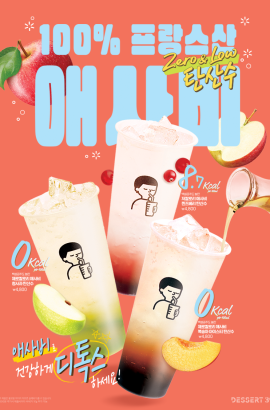 100% 프랑스산
Zero & Low
탄산수
애사비
8.7 Kcal
0 Kcal
0 Kcal
애사비,
건강하게
디톡스
하세요!
DESSERT 39